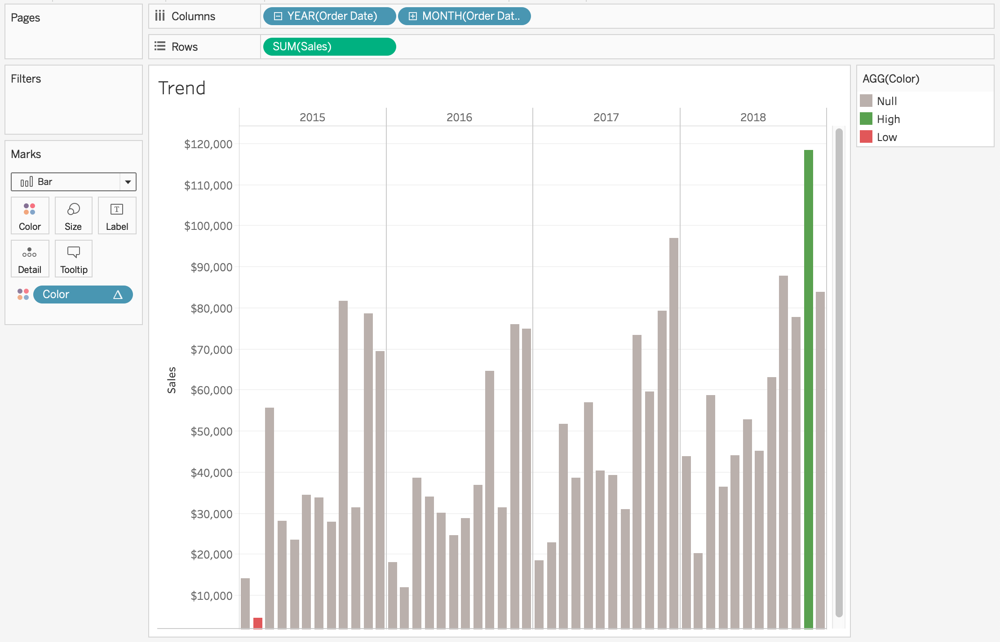 Pages
Columns
YEAR(Order Date)
MONTH(Order Dat..
Rows
SUM(Sales)
Filters
Marks
Bar
Color
Size
T
Label
Detail
Tooltip
Color
Trend
2015
2016
2017
2018
$120,000
$110,000
$100,000
$90,000
$80,000
$70,000
$60,000
$50,000
$40,000
$30,000
$20,000
$10,000
Sales
AGG(Color)
Null
High
Low